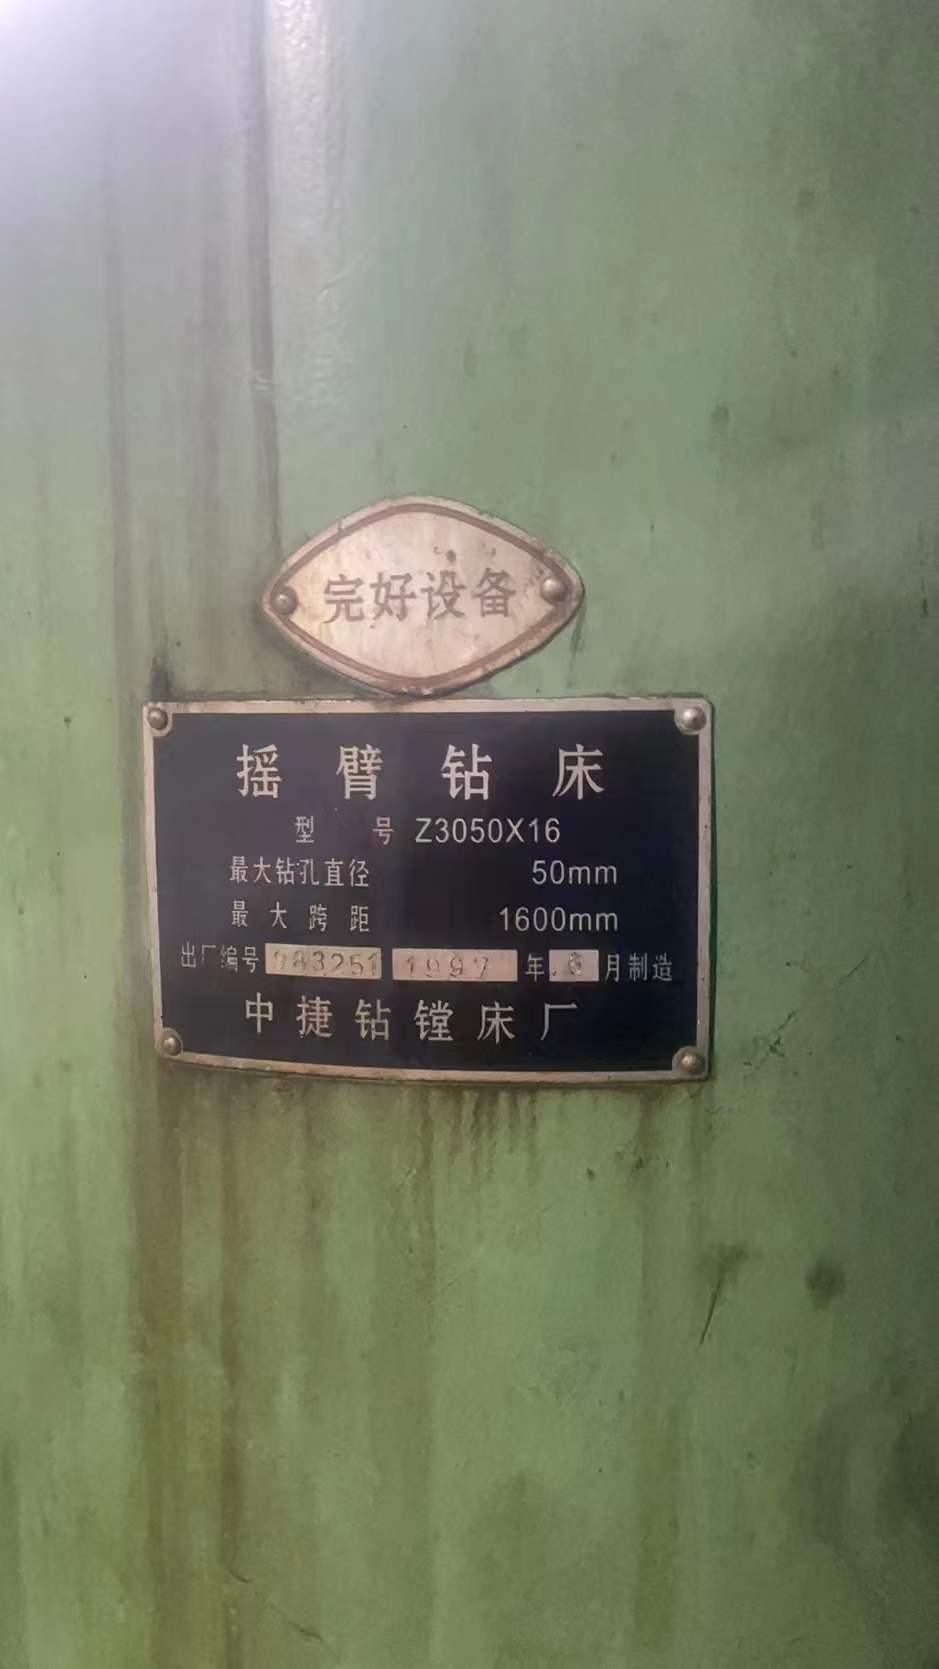 完好设备
摇臂钻床
型号 Z3050X16
最大钻孔直径 50mm
最大跨距 1600mm
出厂编号 1997 年 6 月制造
中捷钻镗床厂